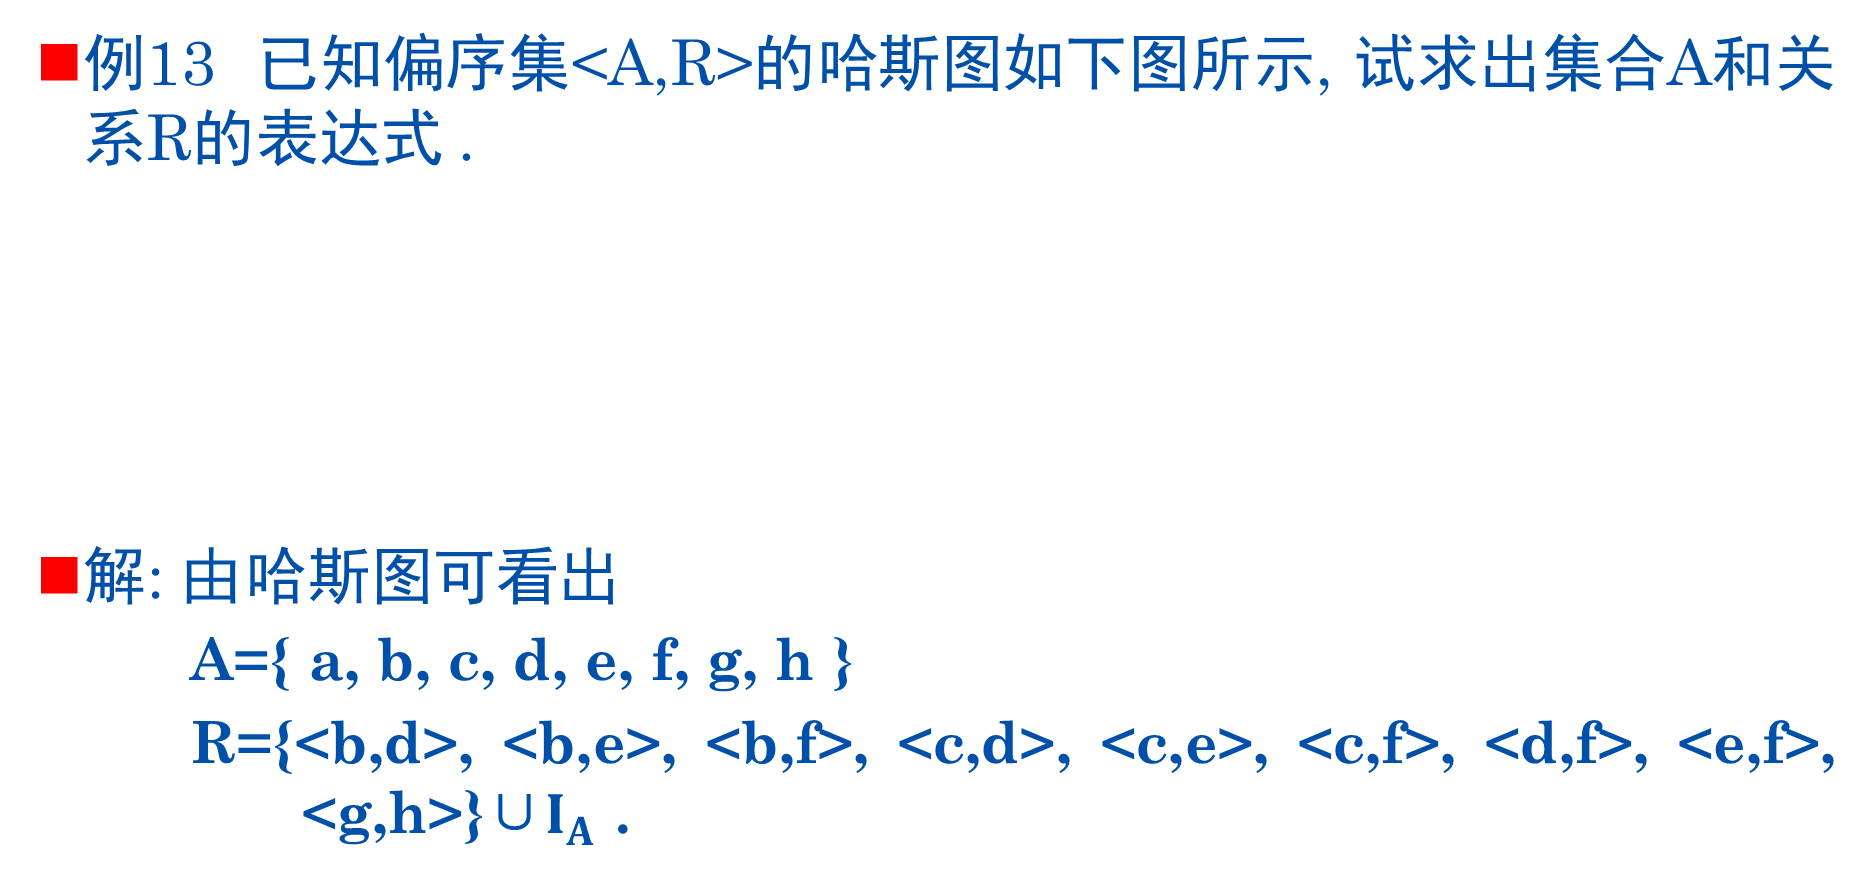 例13 已知偏序集<A,R>的哈斯图如下图所示, 试求出集合A和关
系R的表达式 .
解: 由哈斯图可看出
A={ a, b, c, d, e, f, g, h }
R={<b,d>, <b,e>, <b,f>, <c,d>, <c,e>, <c,f>, <d,f>, <e,f>,
<g,h>}∪I_A .